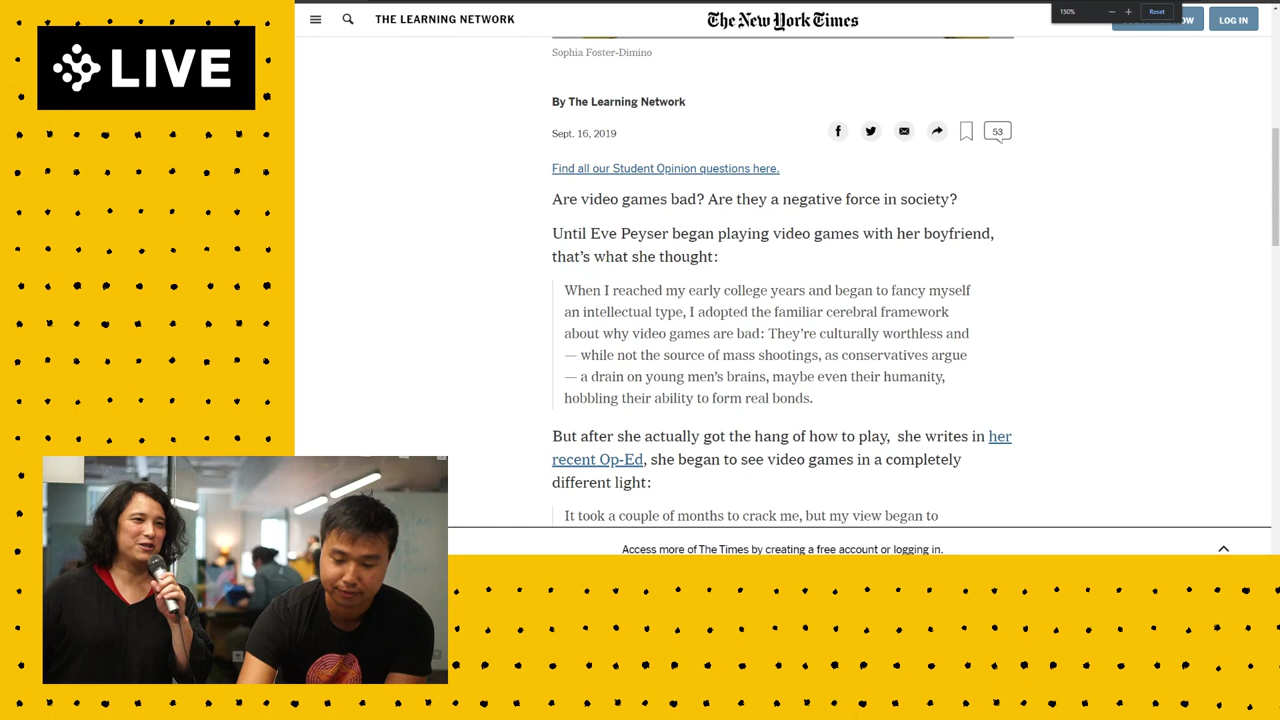 LIVE
THE LEARNING NETWORK
The New York Times
150%
Reset
LOG IN
Sophia Foster-Dimino
By The Learning Network
Sept. 16, 2019
53
Find all our Student Opinion questions here.
Are video games bad? Are they a negative force in society?
Until Eve Peyser began playing video games with her boyfriend,
that's what she thought:
When I reached my early college years and began to fancy myself
an intellectual type, I adopted the familiar cerebral framework
about why video games are bad: They're culturally worthless and
— while not the source of mass shootings, as conservatives argue
— a drain on young men's brains, maybe even their humanity,
hobbling their ability to form real bonds.
But after she actually got the hang of how to play, she writes in her
recent Op-Ed, she began to see video games in a completely
different light:
It took a couple of months to crack me, but my view began to
Access more of The Times by creating a free account or logging in.